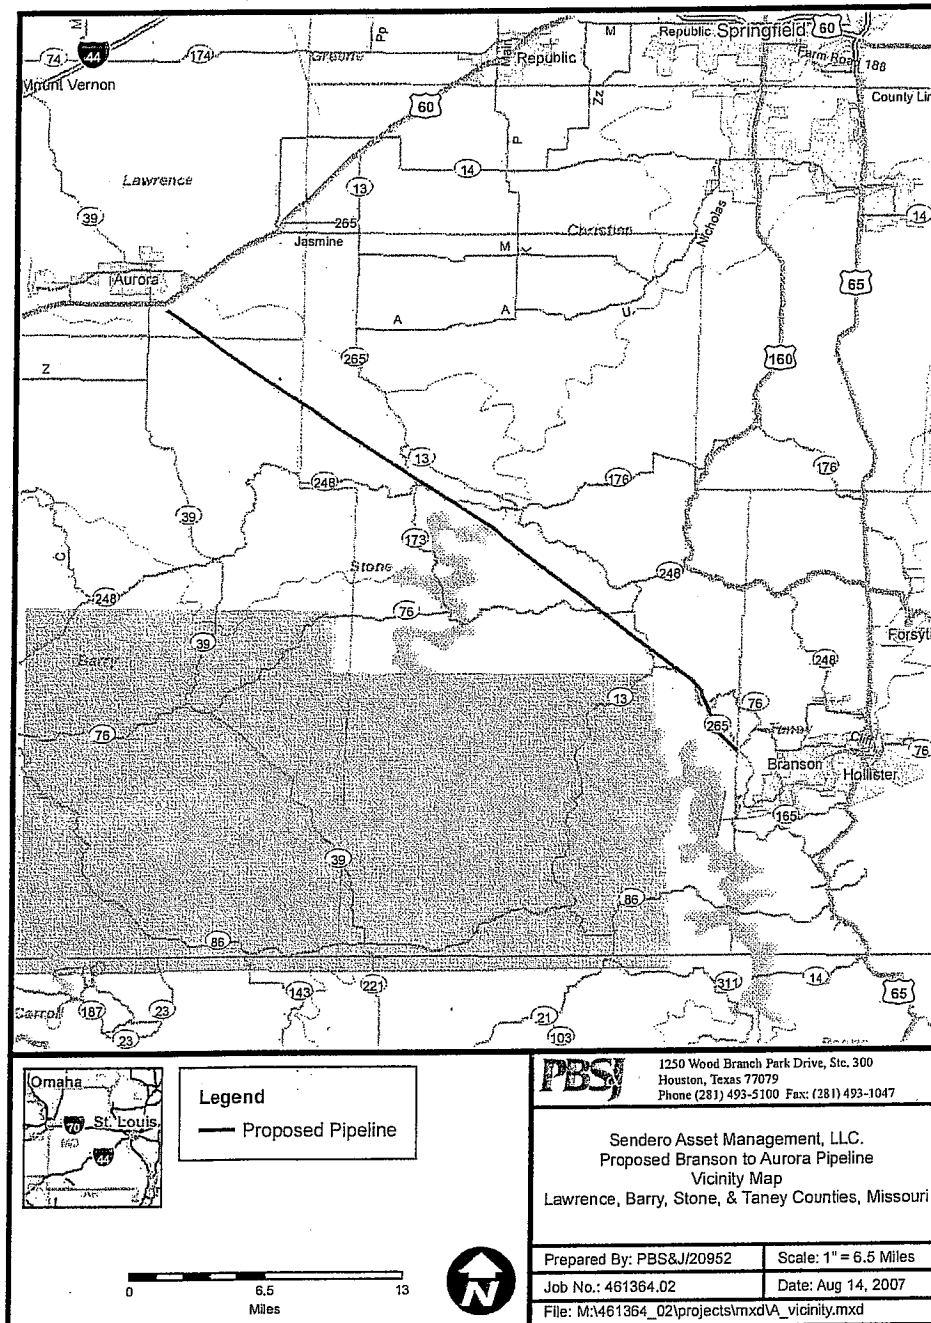 M
Pp
M
Republic
Springfield
60
74
44
174
Greene
Main
Republic
Farm Road 186
Mount Vernon
60
Zz
County Lin
P
Lawrence
14
13
39
265
Nicholas
14
Christian
Jasmine
M
K
Aurora
65
A
A
U
265
160
Z
13
176
176
248
39
173
C
Stone
248
248
76
39
Forsyt
Barry
248
13
76
265
76
Taney
76
Branson
Hollister
165
39
86
86
143
221
311
14
65
Carroll
187
23
21
23
103
Omaha
70
St. Louis
MO
44
Legend
Proposed Pipeline
0
6.5
13
Miles
N
PBSJ
1250 Wood Branch Park Drive, Ste. 300
Houston, Texas 77079
Phone (281) 493-5100 Fax: (281) 493-1047
Sendero Asset Management, LLC.
Proposed Branson to Aurora Pipeline
Vicinity Map
Lawrence, Barry, Stone, & Taney Counties, Missouri
Prepared By: PBS&J/20952
Scale: 1" = 6.5 Miles
Job No.: 461364.02
Date: Aug 14, 2007
File: M:\461364_02\projects\mxd\A_vicinity.mxd